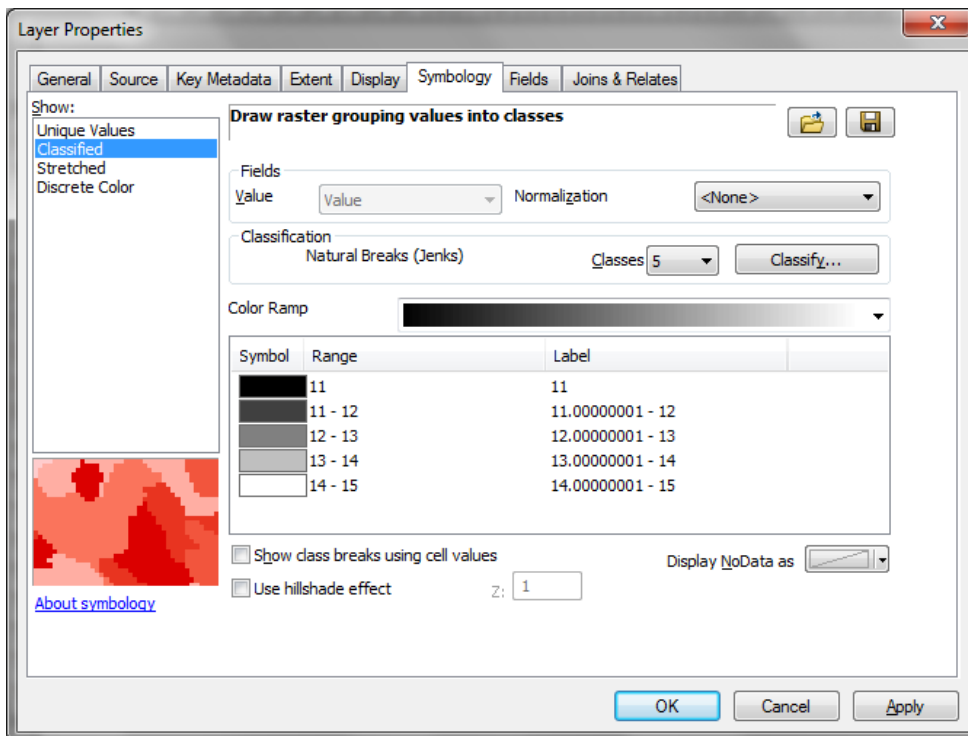 Layer Properties
General Source Key Metadata Extent Display Symbology Fields Joins & Relates
Show:
Unique Values
Classified
Stretched
Discrete Color
About symbology
Draw raster grouping values into classes
Fields
Value Value Normalization <None>
Classification
Natural Breaks (Jenks) Classes 5 Classify...
Color Ramp
Symbol Range Label
11 11
11 - 12 11.00000001 - 12
12 - 13 12.00000001 - 13
13 - 14 13.00000001 - 14
14 - 15 14.00000001 - 15
Show class breaks using cell values Display NoData as
Use hillshade effect Z: 1
OK Cancel Apply